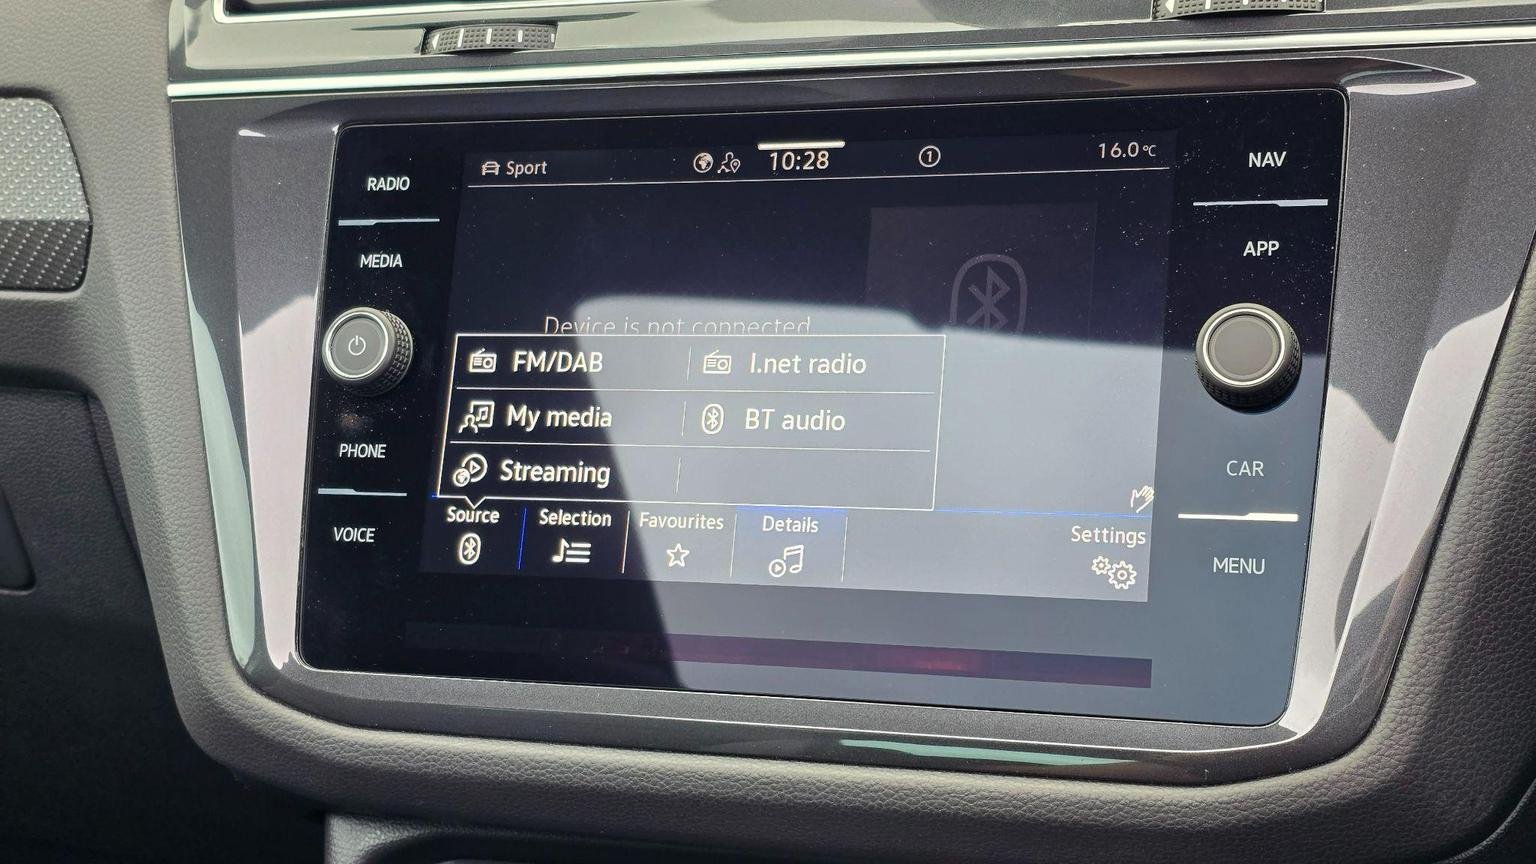 Sport 10:28 1 16.0 °C
RADIO
MEDIA
PHONE
VOICE
Device is not connected.
FM/DAB I.net radio
My media BT audio
Streaming
Source Selection Favourites Details Settings
NAV
APP
CAR
MENU